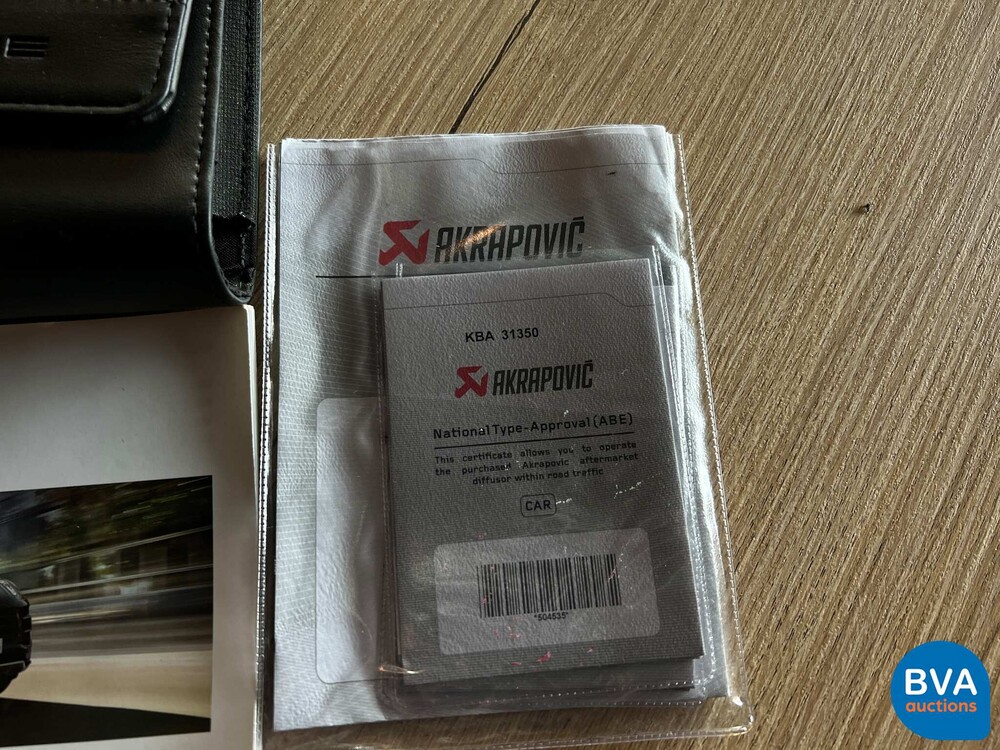 E
AKRAPOVIČ
KBA 31350
AKRAPOVIČ
National Type-Approval (ABE)
This certificate allows you to operate
the purchased Akrapovic aftermarket
diffusor within road traffic
CAR
*504535*
BVA
auctions